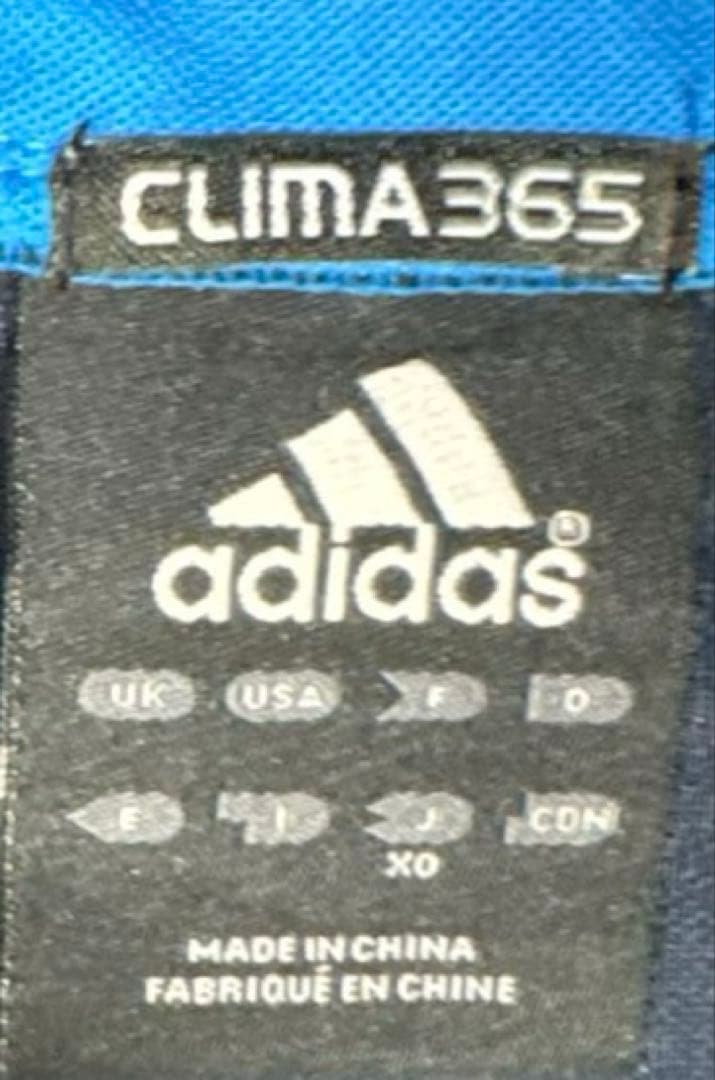 CLIMA365
adidas®
UK USA F D
E I J CDN
XO
MADE IN CHINA
FABRIQUÉ EN CHINE